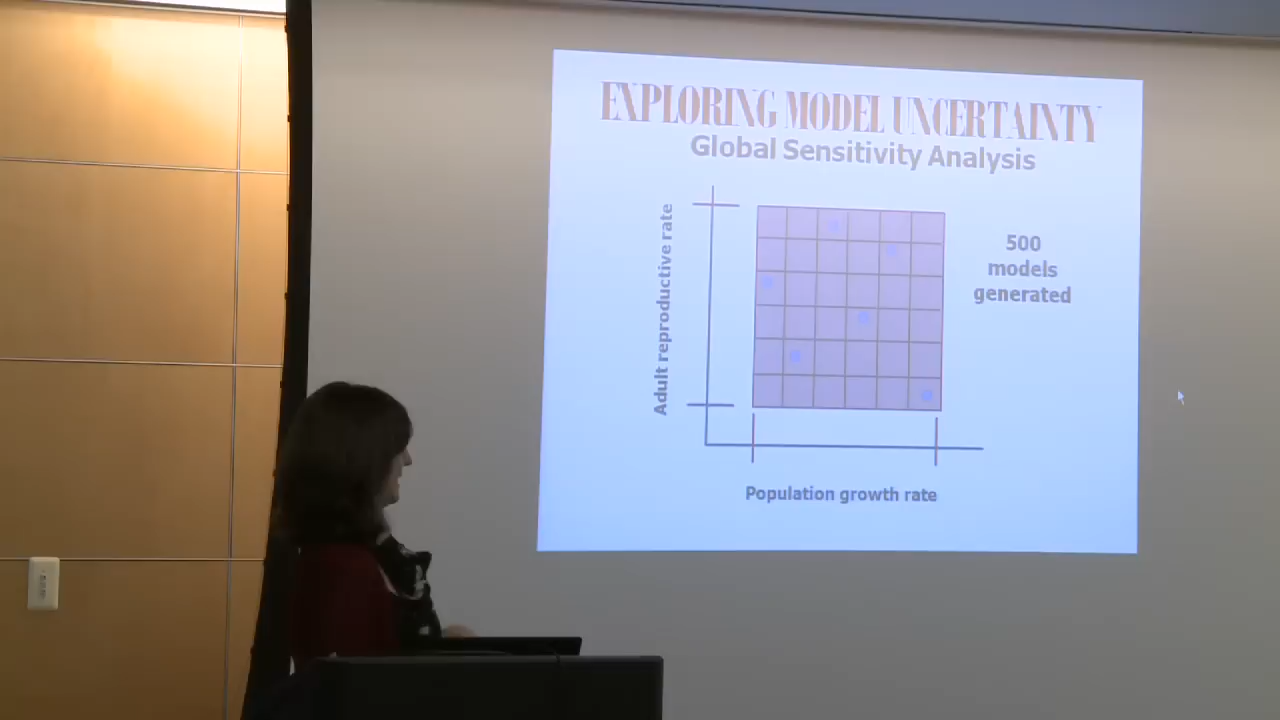 EXPLORING MODEL UNCERTAINTY
Global Sensitivity Analysis
Adult reproductive rate
500
models
generated
Population growth rate